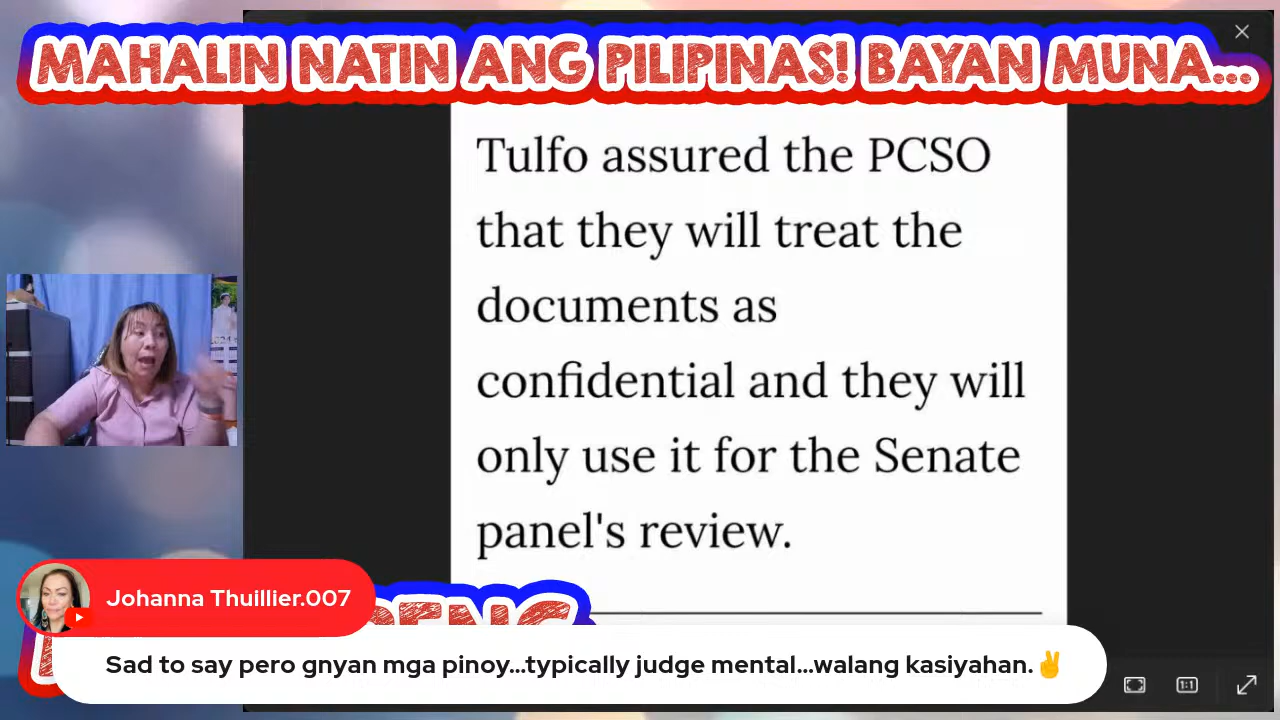 MAHALIN NATIN ANG PILIPINAS! BAYAN MUNA...
Tulfo assured the PCSO
that they will treat the
documents as
confidential and they will
only use it for the Senate
panel's review.
Johanna Thuillier.007
Sad to say pero gnyan mga pinoy...typically judge mental...walang kasiyahan.✌️
1:1